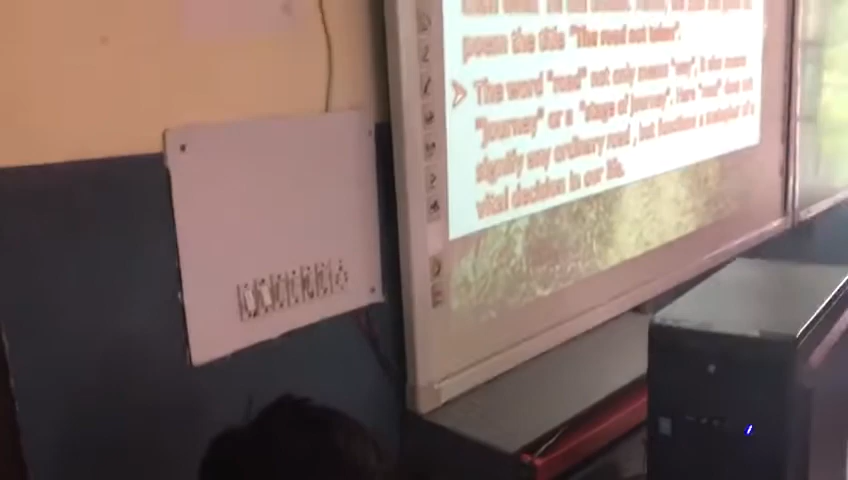 poem the title "The road not taken".
The word "road" not only means "way". It also means
"journey" or a "stage of journey". Here "road" does not
signify any ordinary road, but functions a metaphor of a
vital decision in our life.